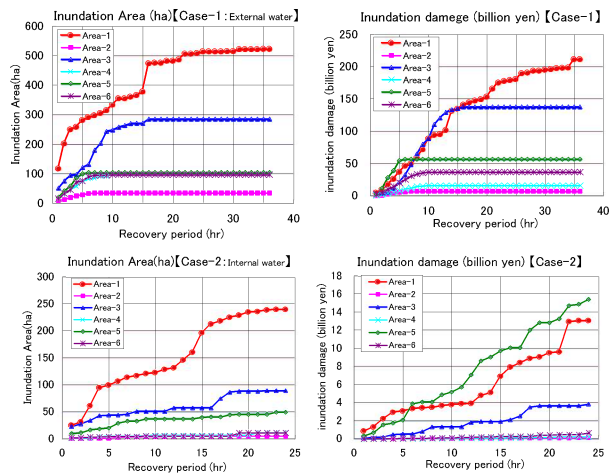 Inundation Area (ha)【Case-1：External water】
600
500
400
300
200
100
0
0 10 20 30 40
Inundation Area(ha)
Recovery period (hr)
Area-1
Area-2
Area-3
Area-4
Area-5
Area-6
Inundation damege (billion yen) 【Case-1】
250
200
150
100
50
0
0 10 20 30 40
inundation damage (billion yen)
Recovery period (hr)
Area-1
Area-2
Area-3
Area-4
Area-5
Area-6
Inundation Area(ha)【Case-2：Internal water】
300
250
200
150
100
50
0
0 5 10 15 20 25
Inundation Area(ha)
Recovery period (hr)
Area-1
Area-2
Area-3
Area-4
Area-5
Area-6
Inundation damage (billion yen) 【Case-2】
18
16
14
12
10
8
6
4
2
0
0 5 10 15 20 25
inundation damage (billion yen)
Recovery period (hr)
Area-1
Area-2
Area-3
Area-4
Area-5
Area-6